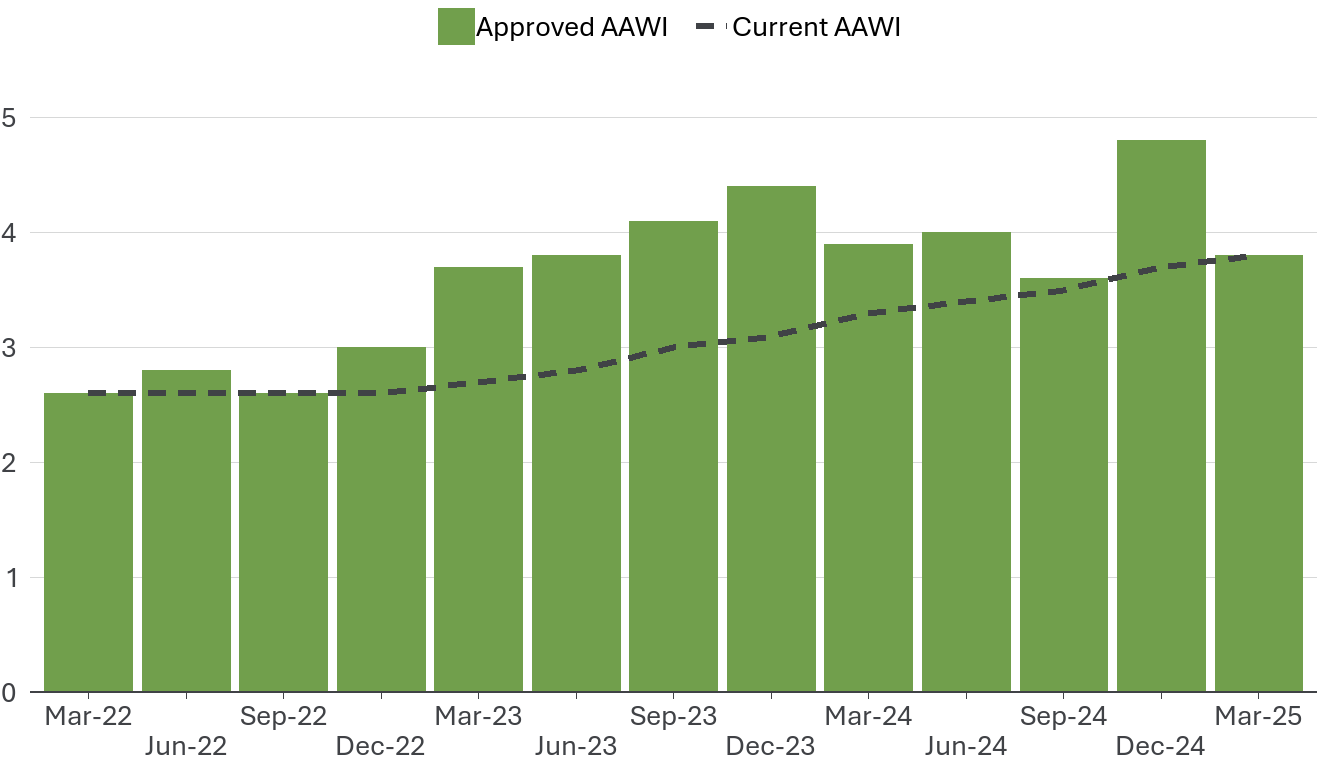 Approved AAWI Current AAWI
5
4
3
2
1
0
Mar-22 Sep-22 Mar-23 Sep-23 Mar-24 Sep-24 Mar-25
Jun-22 Dec-22 Jun-23 Dec-23 Jun-24 Dec-24